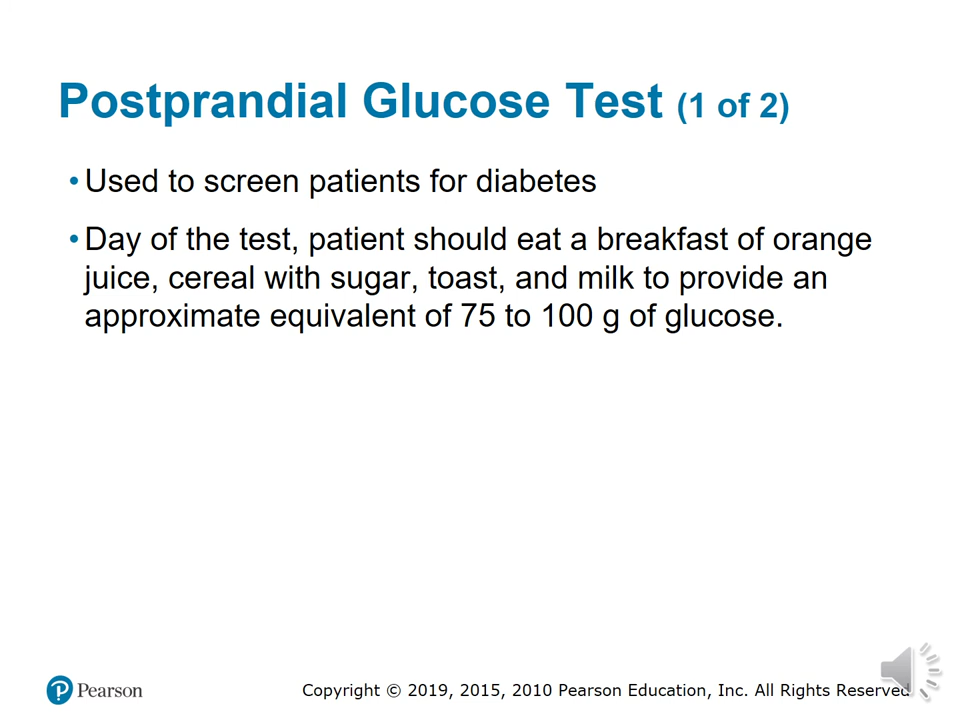 Postprandial Glucose Test (1 of 2)
• Used to screen patients for diabetes
• Day of the test, patient should eat a breakfast of orange
juice, cereal with sugar, toast, and milk to provide an
approximate equivalent of 75 to 100 g of glucose.
Pearson
Copyright © 2019, 2015, 2010 Pearson Education, Inc. All Rights Reserved